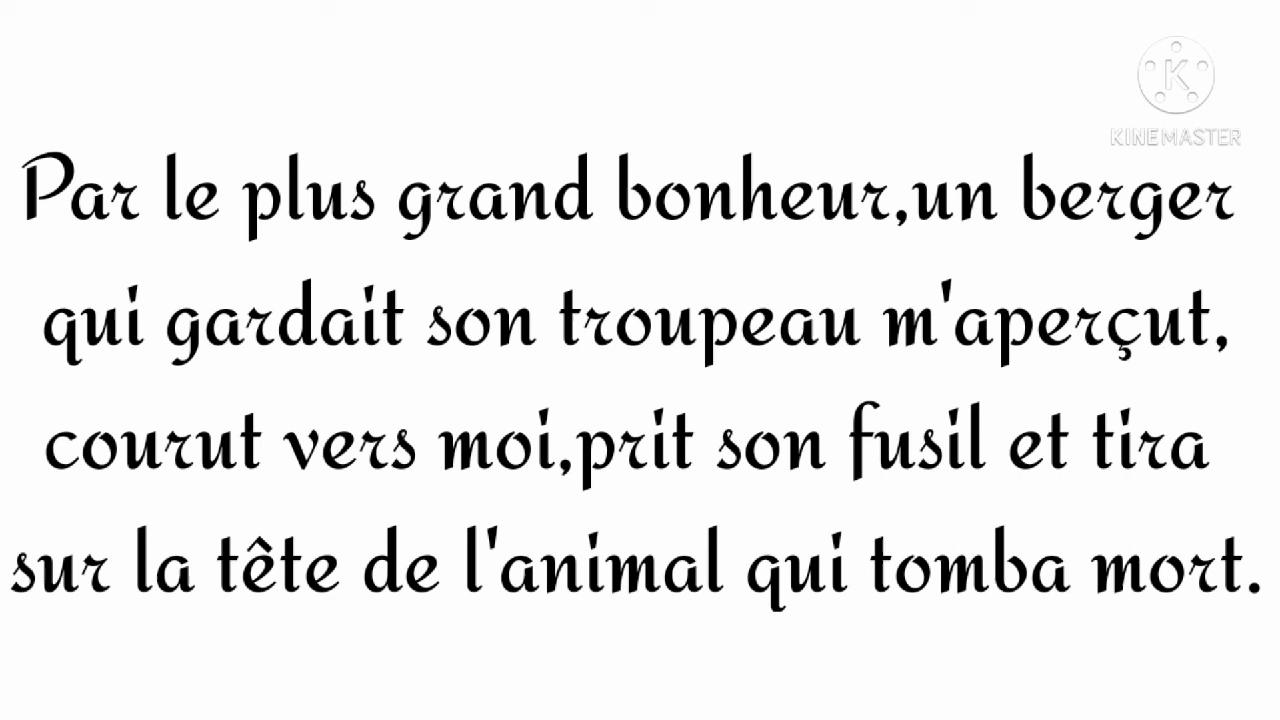 KINEMASTER
Par le plus grand bonheur,un berger
qui gardait son troupeau m'aperçut,
courut vers moi,prit son fusil et tira
sur la tête de l'animal qui tomba mort.